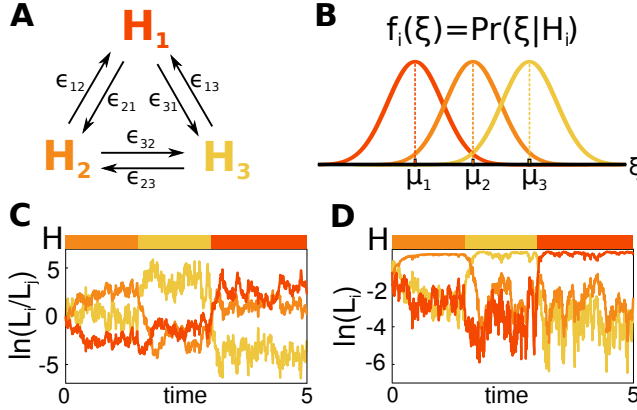 A
H₁
ϵ₁₂
ϵ₂₁
ϵ₃₁
ϵ₁₃
H₂
ϵ₃₂
ϵ₂₃
H₃
B
fᵢ(ξ)=Pr(ξ|Hᵢ)
μ₁ μ₂ μ₃
ξ
C
H
ln(Lᵢ/Lⱼ)
5
0
-5
0 time 5
D
H
ln(Lᵢ)
-2
-4
-6
0 time 5